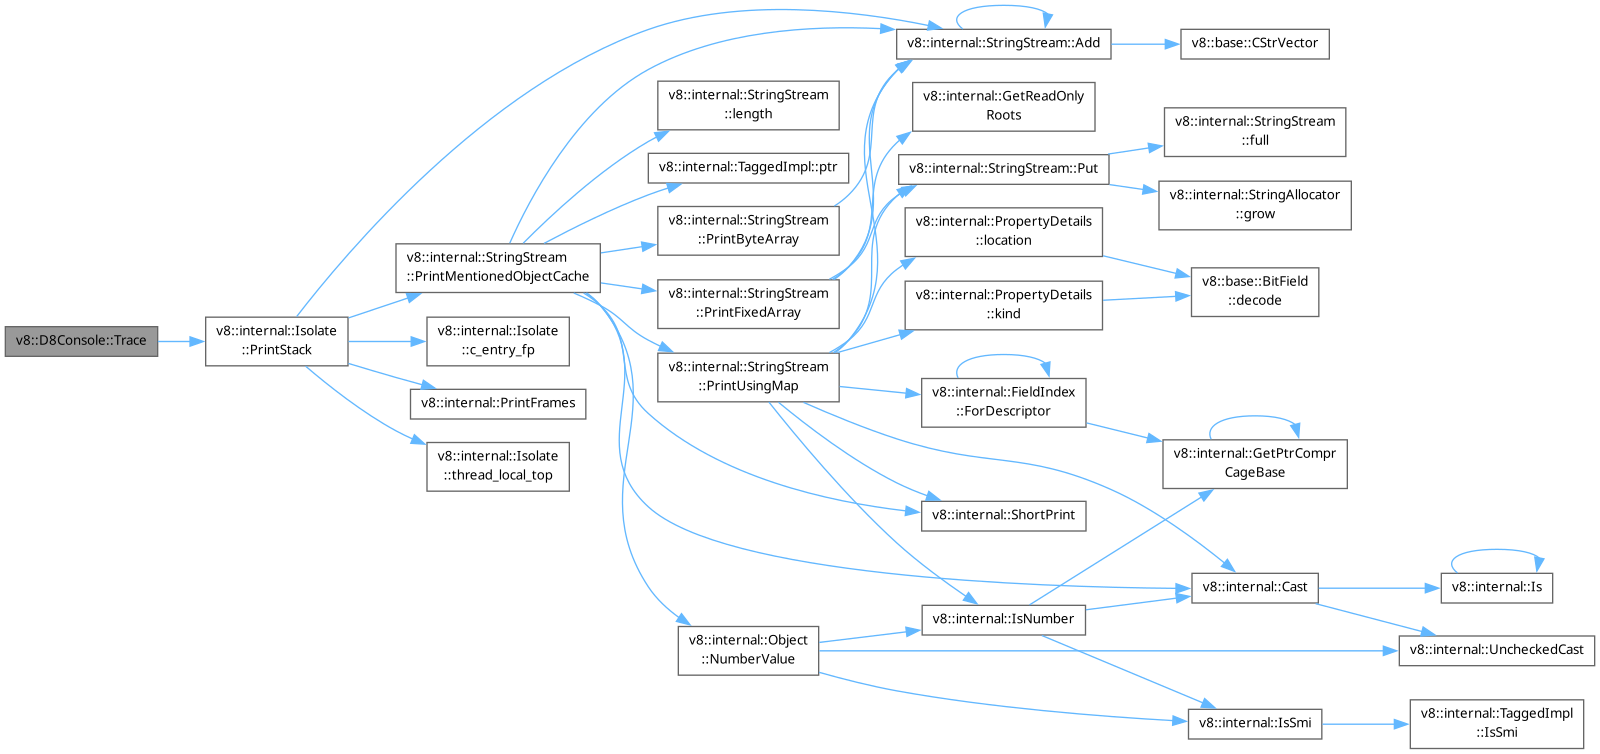 v8::D8Console::Trace
v8::internal::Isolate
::PrintStack
v8::internal::StringStream
::PrintMentionedObjectCache
v8::internal::Isolate
::c_entry_fp
v8::internal::PrintFrames
v8::internal::Isolate
::thread_local_top
v8::internal::StringStream
::length
v8::internal::TaggedImpl::ptr
v8::internal::StringStream
::PrintByteArray
v8::internal::StringStream
::PrintFixedArray
v8::internal::StringStream
::PrintUsingMap
v8::internal::Object
::NumberValue
v8::internal::StringStream::Add
v8::internal::GetReadOnly
Roots
v8::internal::StringStream::Put
v8::internal::PropertyDetails
::location
v8::internal::PropertyDetails
::kind
v8::internal::FieldIndex
::ForDescriptor
v8::internal::ShortPrint
v8::internal::IsNumber
v8::base::CStrVector
v8::internal::StringStream
::full
v8::internal::StringAllocator
::grow
v8::base::BitField
::decode
v8::internal::GetPtrCompr
CageBase
v8::internal::Cast
v8::internal::IsSmi
v8::internal::Is
v8::internal::UncheckedCast
v8::internal::TaggedImpl
::IsSmi